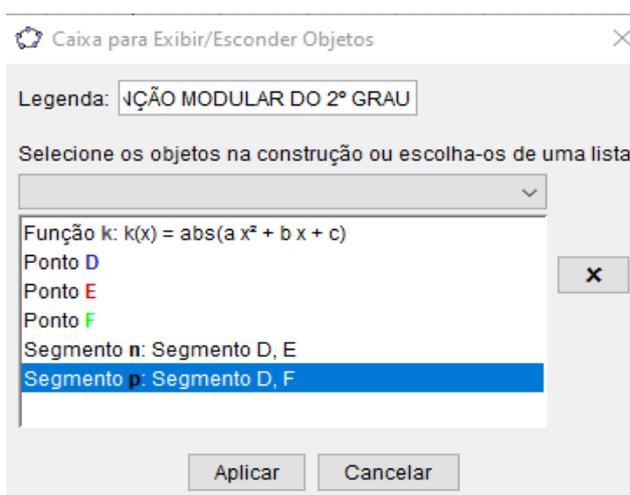 Caixa para Exibir/Esconder Objetos
Legenda: NÇÃO MODULAR DO 2º GRAU
Selecione os objetos na construção ou escolha-os de uma lista
Função k: k(x) = abs(a x² + b x + c)
Ponto D
Ponto E
Ponto F
Segmento n: Segmento D, E
Segmento p: Segmento D, F
Aplicar Cancelar